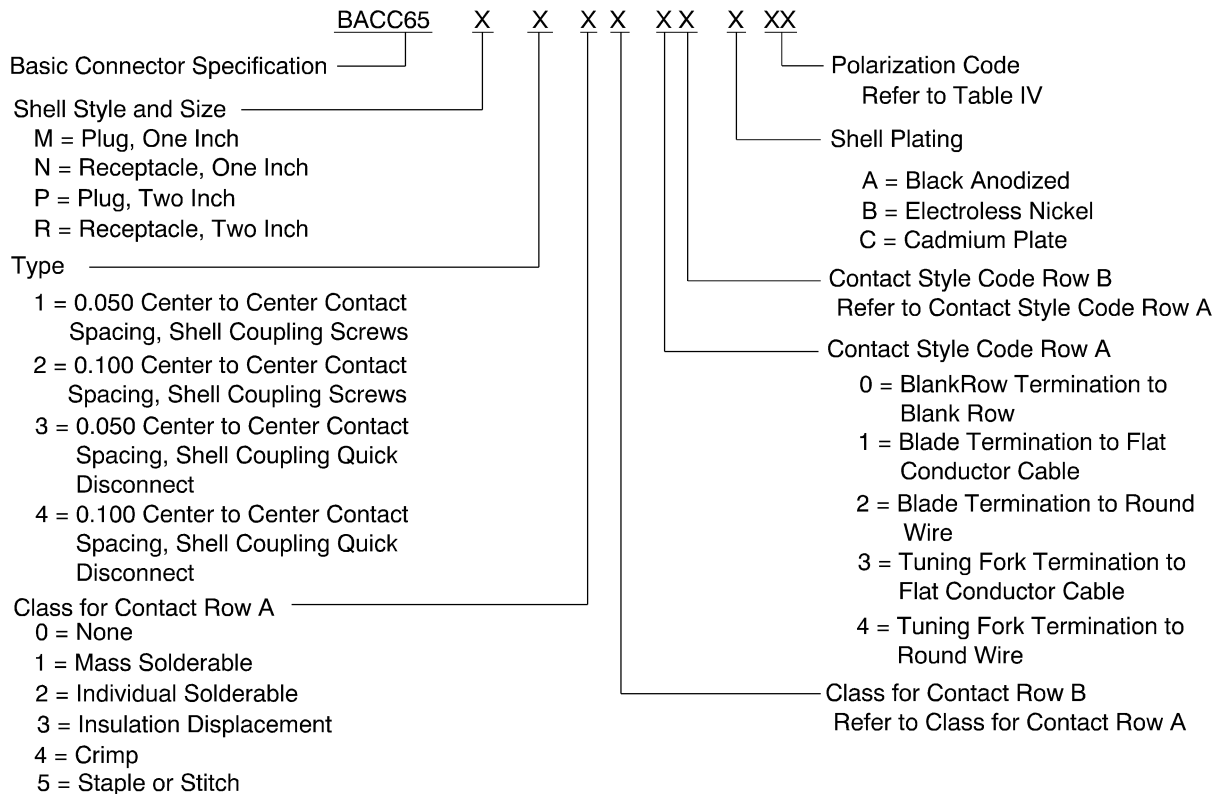 BACC65 X X X X X X X XX
Basic Connector Specification
Shell Style and Size
M = Plug, One Inch
N = Receptacle, One Inch
P = Plug, Two Inch
R = Receptacle, Two Inch
Type
1 = 0.050 Center to Center Contact
Spacing, Shell Coupling Screws
2 = 0.100 Center to Center Contact
Spacing, Shell Coupling Screws
3 = 0.050 Center to Center Contact
Spacing, Shell Coupling Quick
Disconnect
4 = 0.100 Center to Center Contact
Spacing, Shell Coupling Quick
Disconnect
Class for Contact Row A
0 = None
1 = Mass Solderable
2 = Individual Solderable
3 = Insulation Displacement
4 = Crimp
5 = Staple or Stitch
Polarization Code
Refer to Table IV
Shell Plating
A = Black Anodized
B = Electroless Nickel
C = Cadmium Plate
Contact Style Code Row B
Refer to Contact Style Code Row A
Contact Style Code Row A
0 = BlankRow Termination to
Blank Row
1 = Blade Termination to Flat
Conductor Cable
2 = Blade Termination to Round
Wire
3 = Tuning Fork Termination to
Flat Conductor Cable
4 = Tuning Fork Termination to
Round Wire
Class for Contact Row B
Refer to Class for Contact Row A